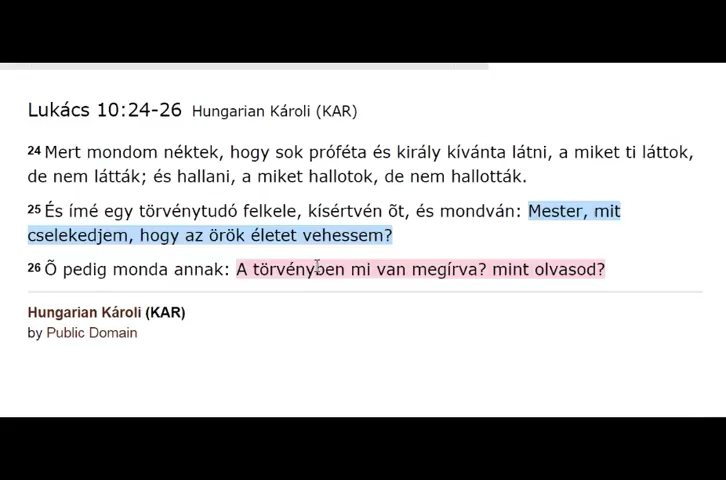 Lukács 10:24-26 Hungarian Károli (KAR)
24 Mert mondom néktek, hogy sok próféta és király kívánta látni, a miket ti láttok,
de nem látták; és hallani, a miket hallotok, de nem hallották.
25 És ímé egy törvénytudó felkele, kísértvén õt, és mondván: Mester, mit
cselekedjem, hogy az örök életet vehessem?
26 Õ pedig monda annak: A törvényben mi van megírva? mint olvasod?
Hungarian Károli (KAR)
by Public Domain